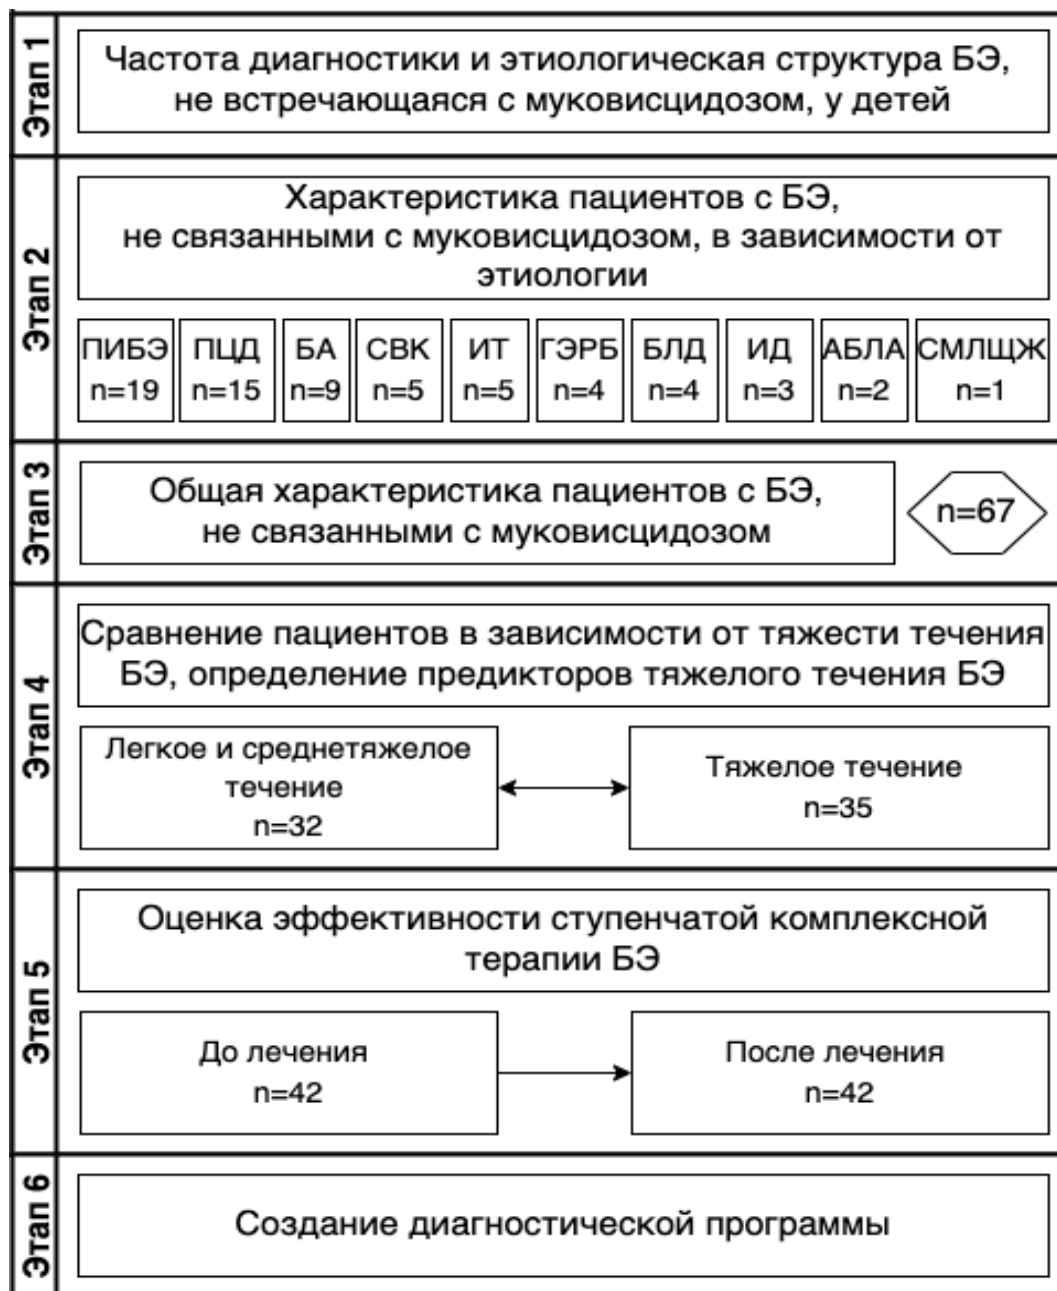 Этап 1
Частота диагностики и этиологическая структура БЭ,
не встречающаяся с муковисцидозом, у детей
Этап 2
Характеристика пациентов с БЭ,
не связанными с муковисцидозом, в зависимости от
этиологии
ПИБЭ
n=19
ПЦД
n=15
БА
n=9
СВК
n=5
ИТ
n=5
ГЭРБ
n=4
БЛД
n=4
ИД
n=3
АБЛА
n=2
СМЛЩЖ
n=1
Этап 3
Общая характеристика пациентов с БЭ,
не связанными с муковисцидозом
n=67
Этап 4
Сравнение пациентов в зависимости от тяжести течения
БЭ, определение предикторов тяжелого течения БЭ
Легкое и среднетяжелое
течение
n=32
Тяжелое течение
n=35
Этап 5
Оценка эффективности ступенчатой комплексной
терапии БЭ
До лечения
n=42
После лечения
n=42
Этап 6
Создание диагностической программы